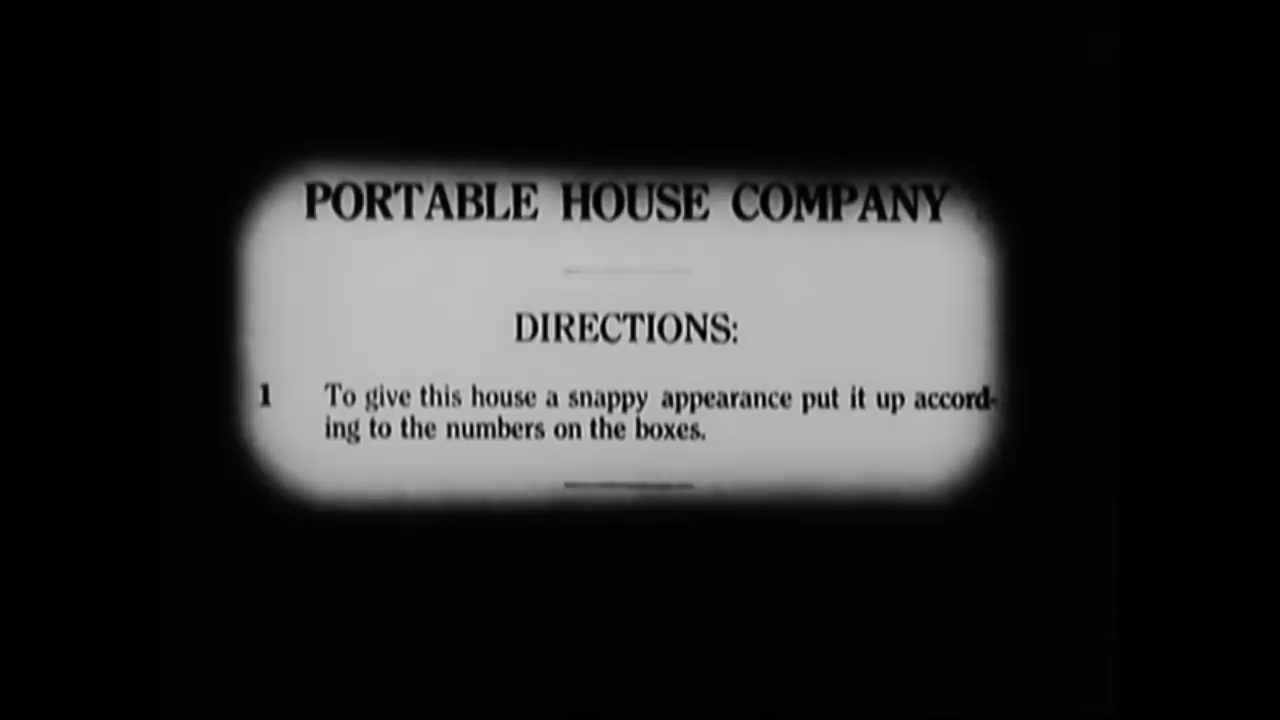 PORTABLE HOUSE COMPANY
DIRECTIONS:
1 To give this house a snappy appearance put it up accord-
ing to the numbers on the boxes.